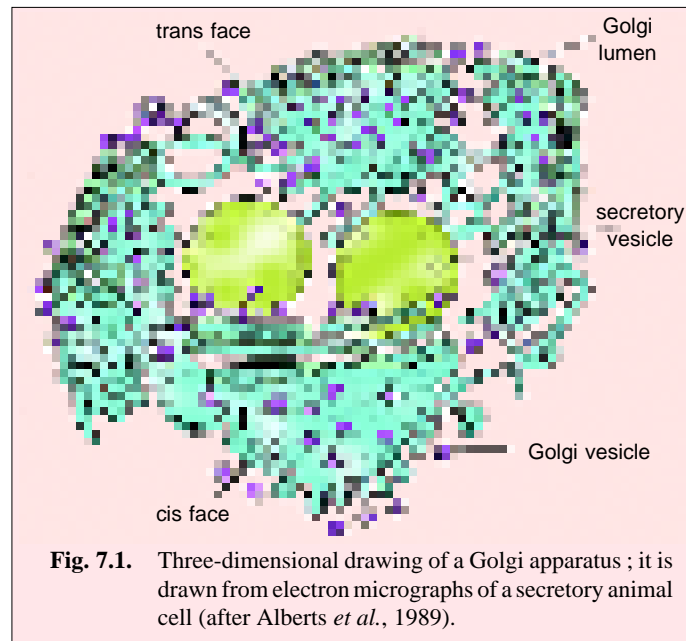 trans face
Golgi
lumen
secretory
vesicle
Golgi vesicle
cis face
Fig. 7.1. Three-dimensional drawing of a Golgi apparatus ; it is
drawn from electron micrographs of a secretory animal
cell (after Alberts et al., 1989).